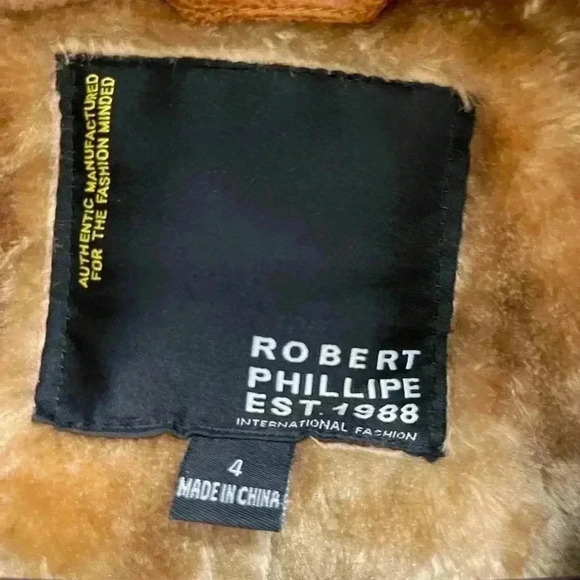 AUTHENTIC MANUFACTURED
FOR THE FASHION MINDED
ROBERT
PHILLIPE
EST. 1988
INTERNATIONAL FASHION
4
MADE IN CHINA